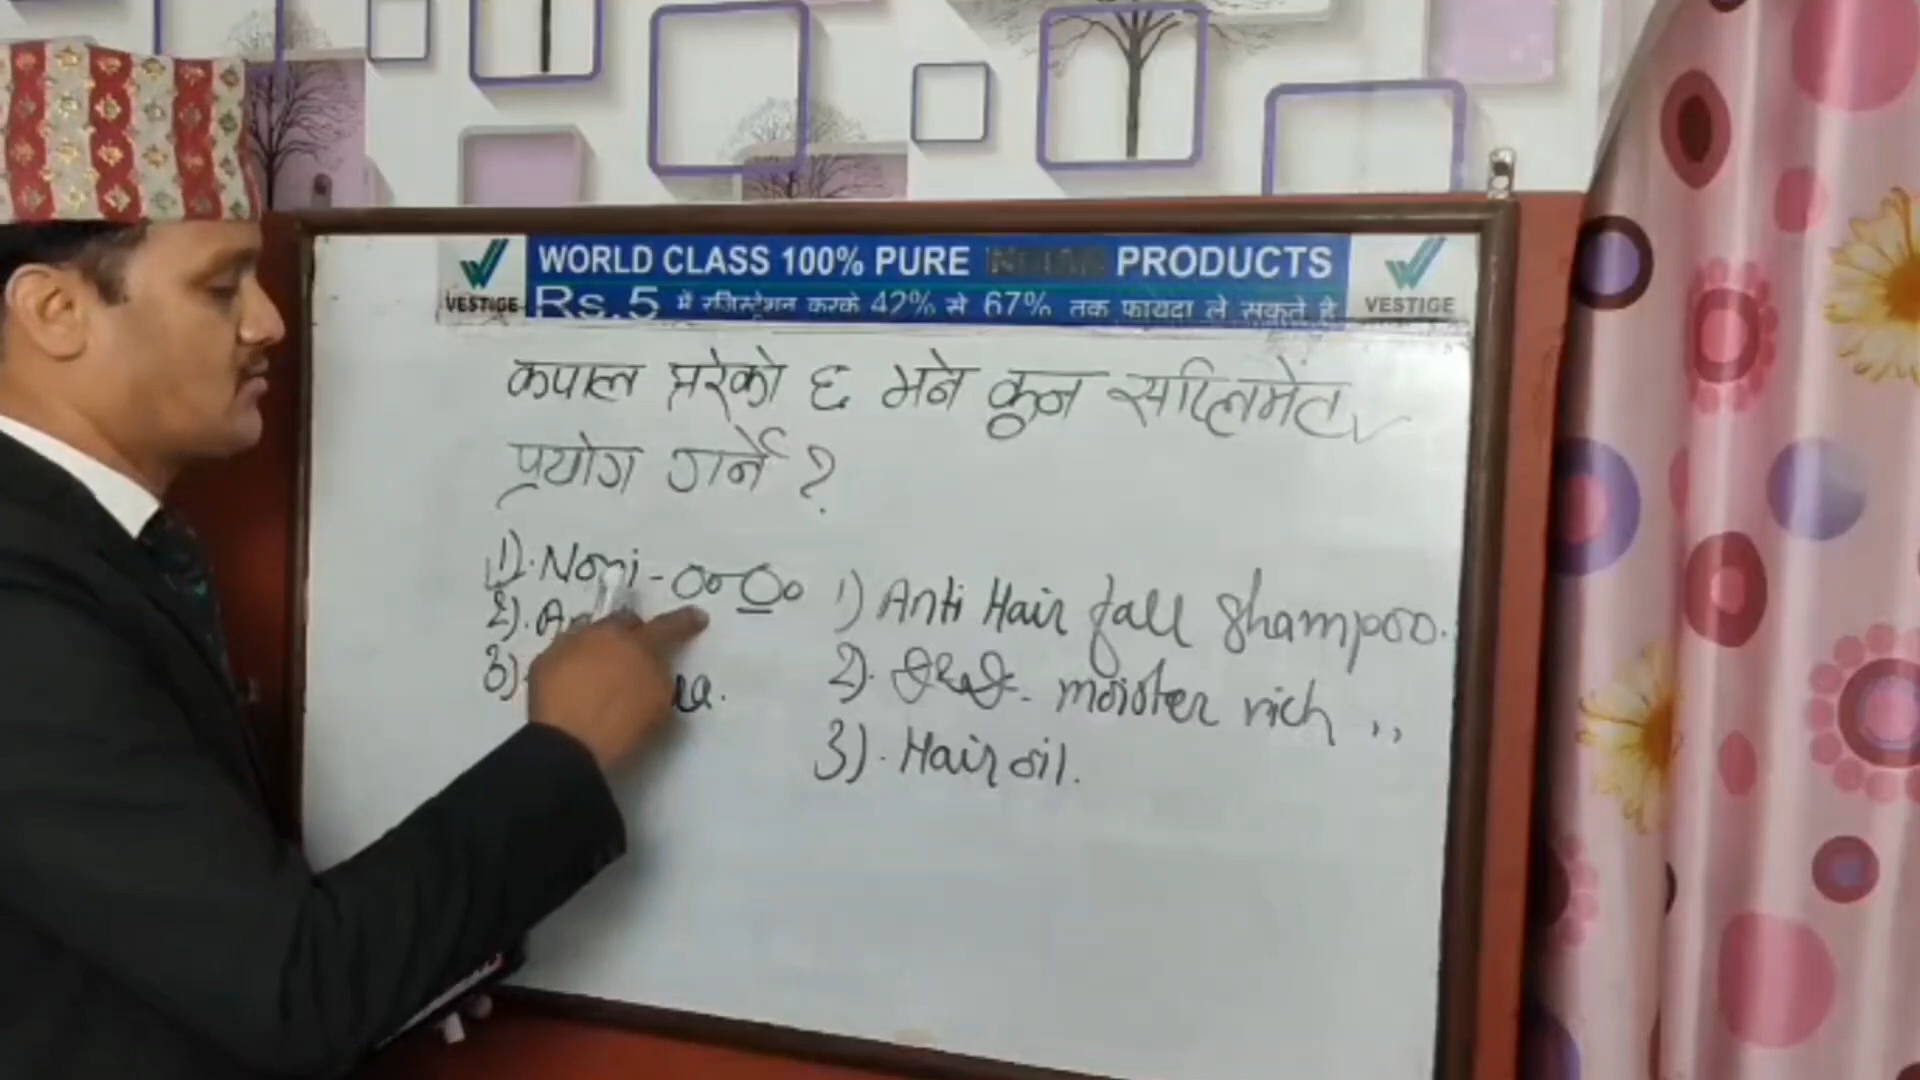 VESTIGE WORLD CLASS 100% PURE PRODUCTS VESTIGE
Rs.5 में रजिस्ट्रेशन करके 42% से 67% तक फायदा ले सकते है
कपाल झरेको छ भने कुन सप्लिमेंट
प्रयोग गर्ने ?
1). Noni -
2).
3).
1) Anti Hair fall Shampoo.
2). moister rich ,,
3). Hair oil.